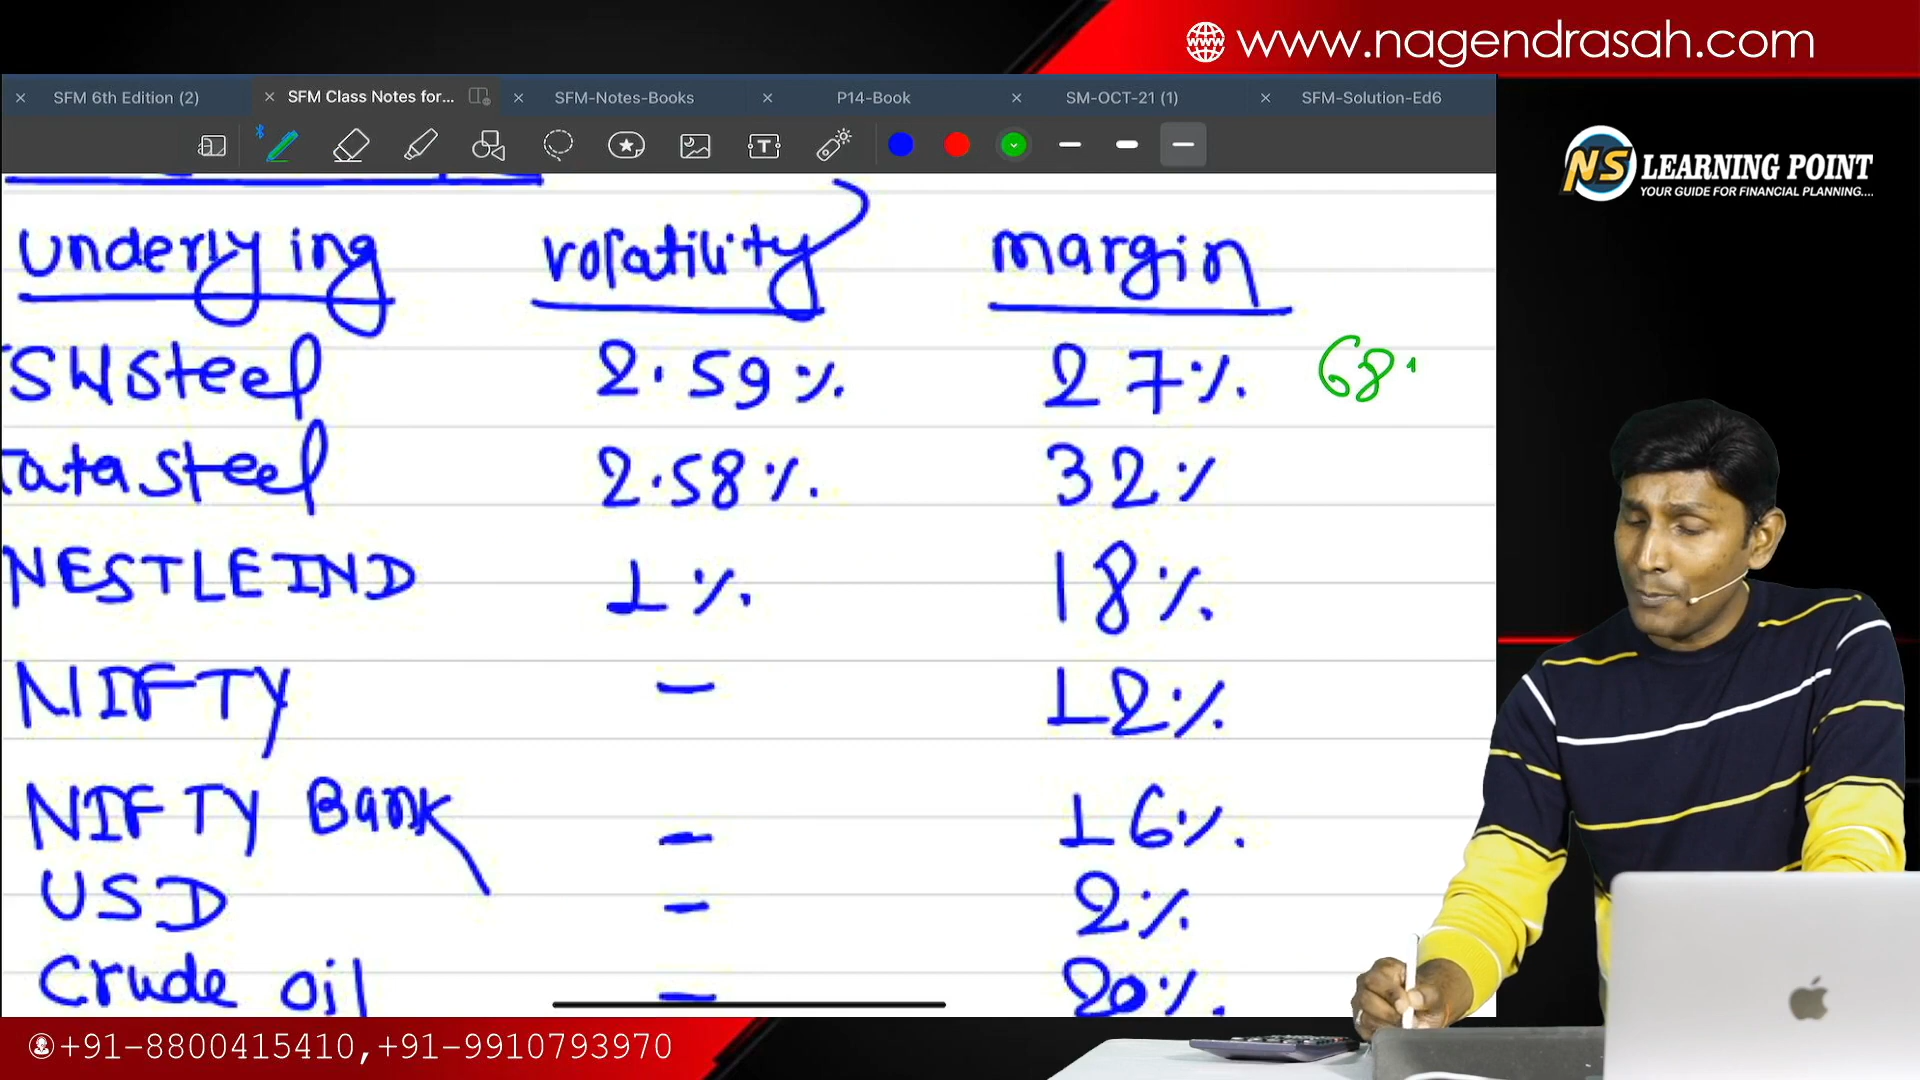 www.nagendrasah.com
SFM 6th Edition (2)
SFM Class Notes for...
SFM-Notes-Books
P14-Book
SM-OCT-21 (1)
SFM-Solution-Ed6
NS LEARNING POINT
YOUR GUIDE FOR FINANCIAL PLANNING....
underlying volatility margin
JSWsteel 2.59% 27% 68.
Tata steel 2.58% 32%
NESTLEIND 1% 18%
NIFTY - 12%
NIFTY Bank - 16%
USD - 2%
Crude oil - 20%.
+91-8800415410,+91-9910793970